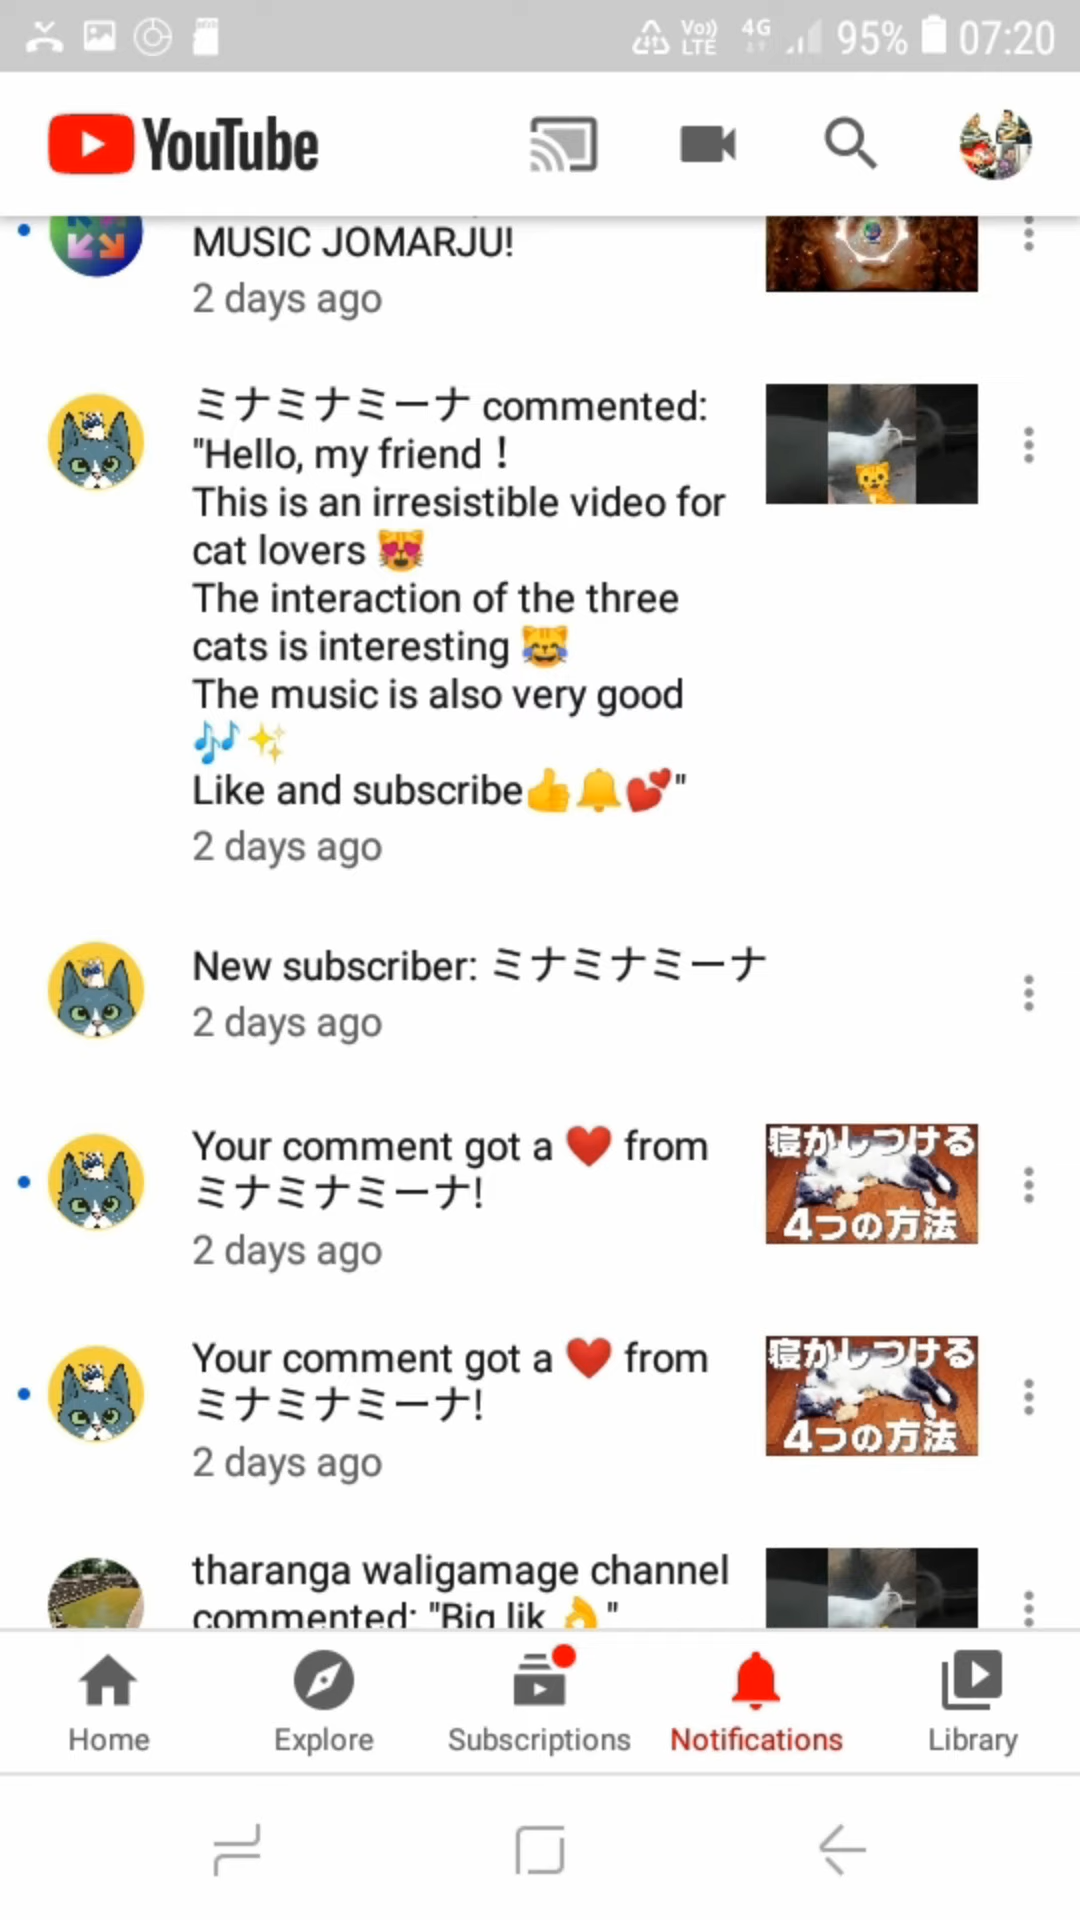 Vo)) LTE 4G 95% 07:20
YouTube
MUSIC JOMARJU!
2 days ago
ミナミナミーナ commented:
"Hello, my friend！
This is an irresistible video for
cat lovers 😻
The interaction of the three
cats is interesting 😹
The music is also very good
🎶✨
Like and subscribe👍🔔💕"
2 days ago
New subscriber: ミナミナミーナ
2 days ago
Your comment got a ❤️ from
ミナミナミーナ!
2 days ago
寝かしつける
4つの方法
Your comment got a ❤️ from
ミナミナミーナ!
2 days ago
寝かしつける
4つの方法
tharanga waligamage channel
commented: "Big lik 👌"
Home Explore Subscriptions Notifications Library